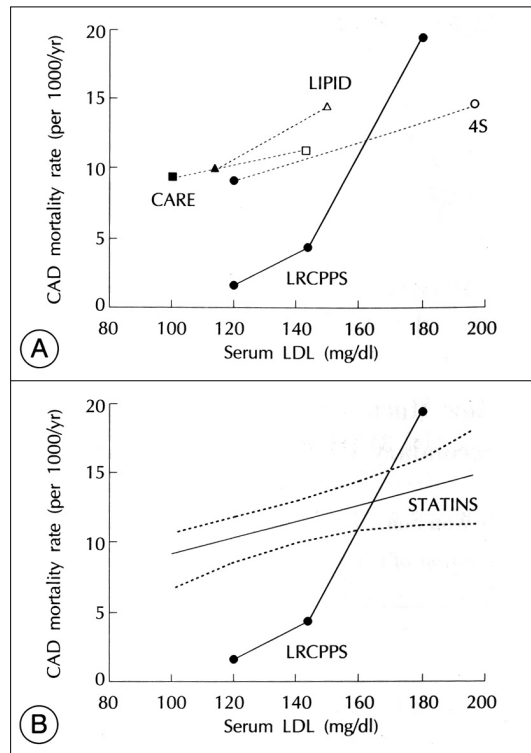 20
15
10
5
0
CAD mortality rate (per 1000/yr)
LIPID
4S
CARE
LRCPPS
80 100 120 140 160 180 200
Serum LDL (mg/dl)
A
20
15
10
5
0
CAD mortality rate (per 1000/yr)
STATINS
LRCPPS
80 100 120 140 160 180 200
Serum LDL (mg/dl)
B